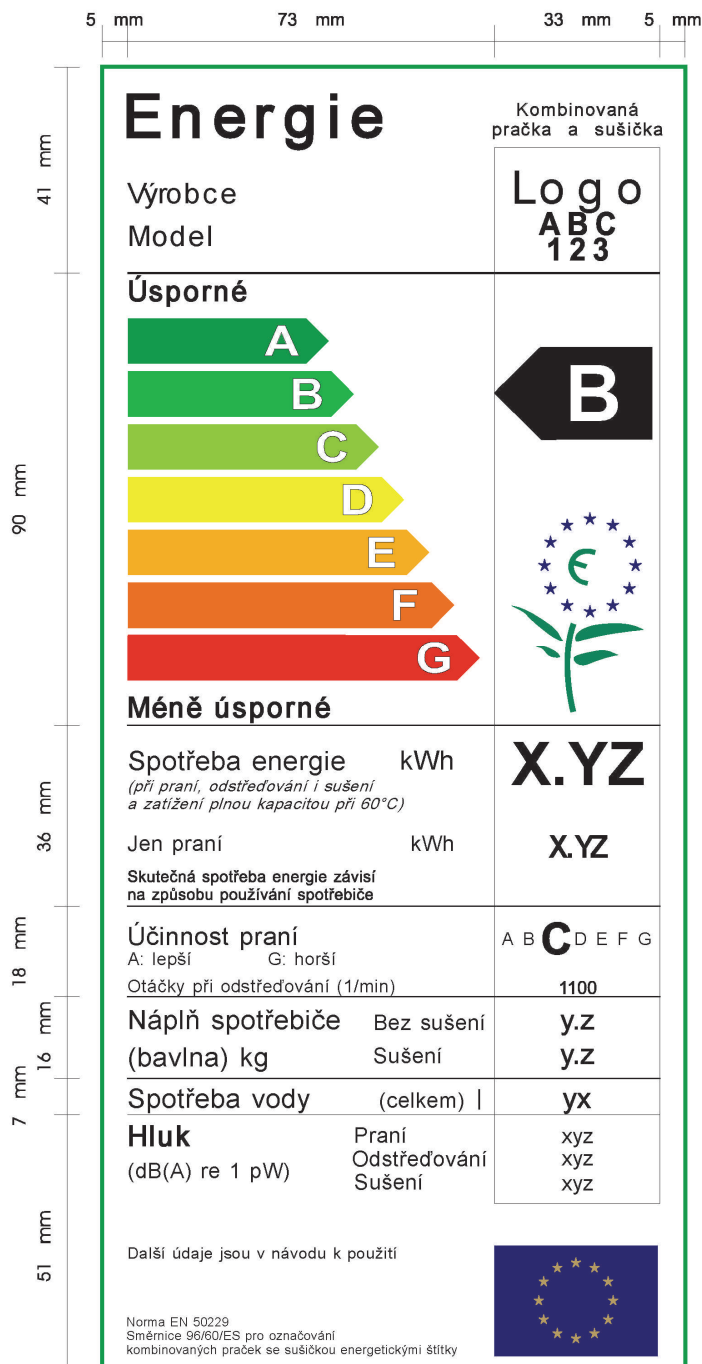 5 mm 73 mm 33 mm 5 mm
41 mm
90 mm
36 mm
18 mm
16 mm
7 mm
51 mm
Energie
Kombinovaná
pračka a sušička
Výrobce
Model
Logo
ABC
123
Úsporné
A
B
C
D
E
F
G
B
Méně úsporné
Spotřeba energie kWh X.YZ
(při praní, odstřeďování i sušení
a zatížení plnou kapacitou při 60°C)
Jen praní kWh X.YZ
Skutečná spotřeba energie závisí
na způsobu používání spotřebiče
Účinnost praní A B C D E F G
A: lepší G: horší
Otáčky při odstřeďování (1/min) 1100
Náplň spotřebiče Bez sušení y.z
(bavlna) kg Sušení y.z
Spotřeba vody (celkem) l yx
Hluk Praní xyz
(dB(A) re 1 pW) Odstřeďování xyz
Sušení xyz
Další údaje jsou v návodu k použití
Norma EN 50229
Směrnice 96/60/ES pro označování
kombinovaných praček se sušičkou energetickými štítky